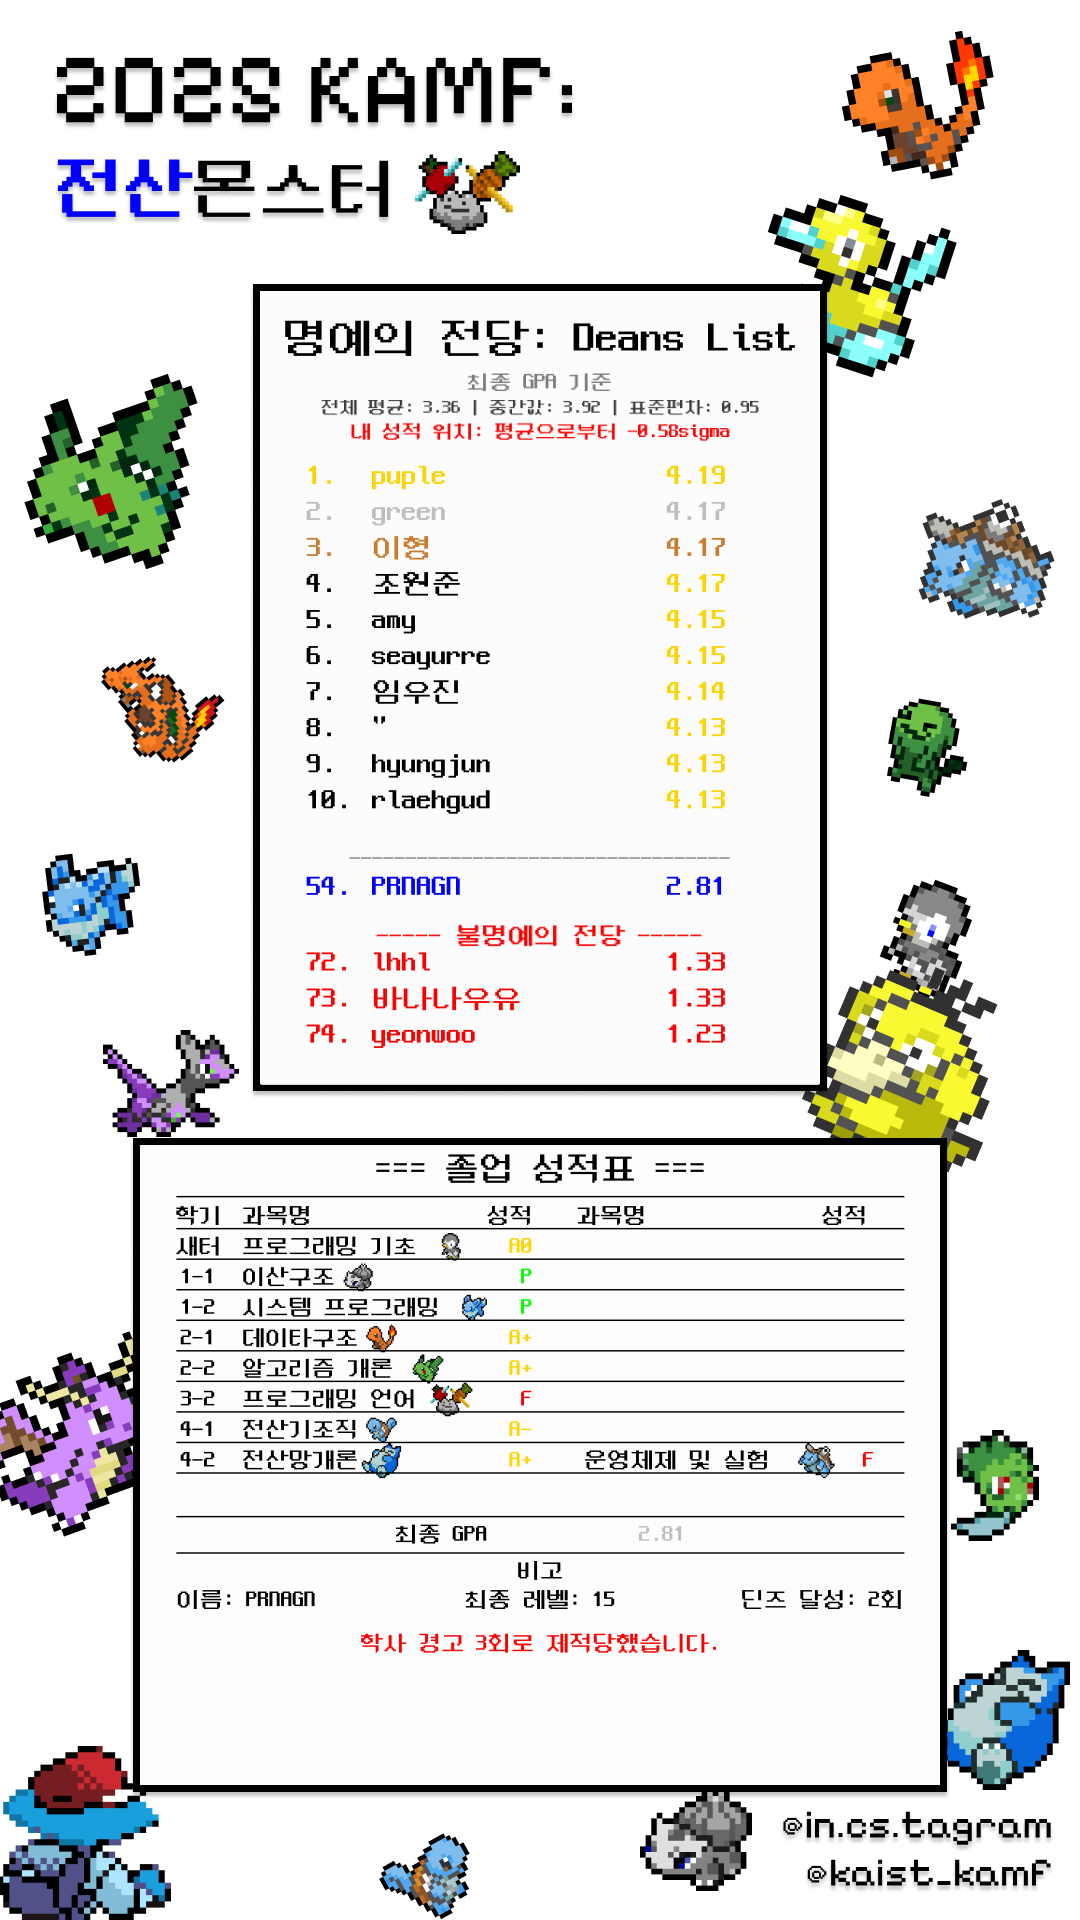 2025 KAMF:
전산몬스터
명예의 전당: Deans List
최종 GPA 기준
전체 평균: 3.36 | 중간값: 3.92 | 표준편차: 0.95
내 성적 위치: 평균으로부터 -0.58sigma
1. puple 4.19
2. green 4.17
3. 이형 4.17
4. 조원준 4.17
5. amy 4.15
6. seayurre 4.15
7. 임우진 4.14
8. " 4.13
9. hyungjun 4.13
10. rlaehgud 4.13
54. PRNAGN 2.81
----- 불명예의 전당 -----
72. lhhl 1.33
73. 바나나우유 1.33
74. yeonwoo 1.23
=== 졸업 성적표 ===
학기 과목명 성적 과목명 성적
새터 프로그래밍 기초 A0
1-1 이산구조 P
1-2 시스템 프로그래밍 P
2-1 데이타구조 A+
2-2 알고리즘 개론 A+
3-2 프로그래밍 언어 F
4-1 전산기조직 A-
4-2 전산망개론 A+ 운영체제 및 실험 F
최종 GPA 2.81
비고
이름: PRNAGN 최종 레벨: 15 딘즈 달성: 2회
학사 경고 3회로 제적당했습니다.
@in.cs.tagram
@kaist_kamf